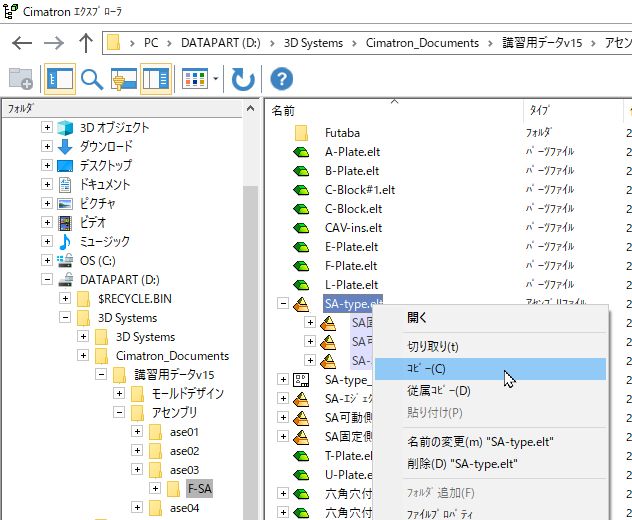 Cimatron ｴｸｽﾌﾟﾛｰﾗ
PC > DATAPART (D:) > 3D Systems > Cimatron_Documents > 講習用データv15 > アセン
ﾌｫﾙﾀﾞ
3D オブジェクト
ダウンロード
デスクトップ
ドキュメント
ピクチャ
ビデオ
ミュージック
OS (C:)
DATAPART (D:)
$RECYCLE.BIN
3D Systems
3D Systems
Cimatron_Documents
講習用データv15
モールドデザイン
アセンブリ
ase01
ase02
ase03
F-SA
ase04
名前 ﾀｲﾌﾟ
Futaba ﾌｫﾙﾀﾞ
A-Plate.elt ﾊﾟｰﾂﾌｧｲﾙ 2
B-Plate.elt ﾊﾟｰﾂﾌｧｲﾙ 2
C-Block#1.elt ﾊﾟｰﾂﾌｧｲﾙ 2
C-Block.elt ﾊﾟｰﾂﾌｧｲﾙ 2
CAV-ins.elt ﾊﾟｰﾂﾌｧｲﾙ 2
E-Plate.elt ﾊﾟｰﾂﾌｧｲﾙ 2
F-Plate.elt ﾊﾟｰﾂﾌｧｲﾙ 2
L-Plate.elt ﾊﾟｰﾂﾌｧｲﾙ 2
SA-type.elt ｱｾﾝﾌﾞﾘﾌｧｲﾙ 2
SA固
SA可
SA-
SA-type_
SA-ｴｼﾞｪｸ
SA可動側
SA固定側
T-Plate.elt
U-Plate.elt
六角穴付
六角穴付
開く
切り取り(t)
ｺﾋﾟｰ(C)
従属ｺﾋﾟｰ(D)
貼り付け(P)
名前の変更(m) "SA-type.elt"
削除(D) "SA-type.elt"
ﾌｫﾙﾀﾞ 追加(F)
ﾌｧｲﾙﾌﾟﾛﾊﾟﾃｨ